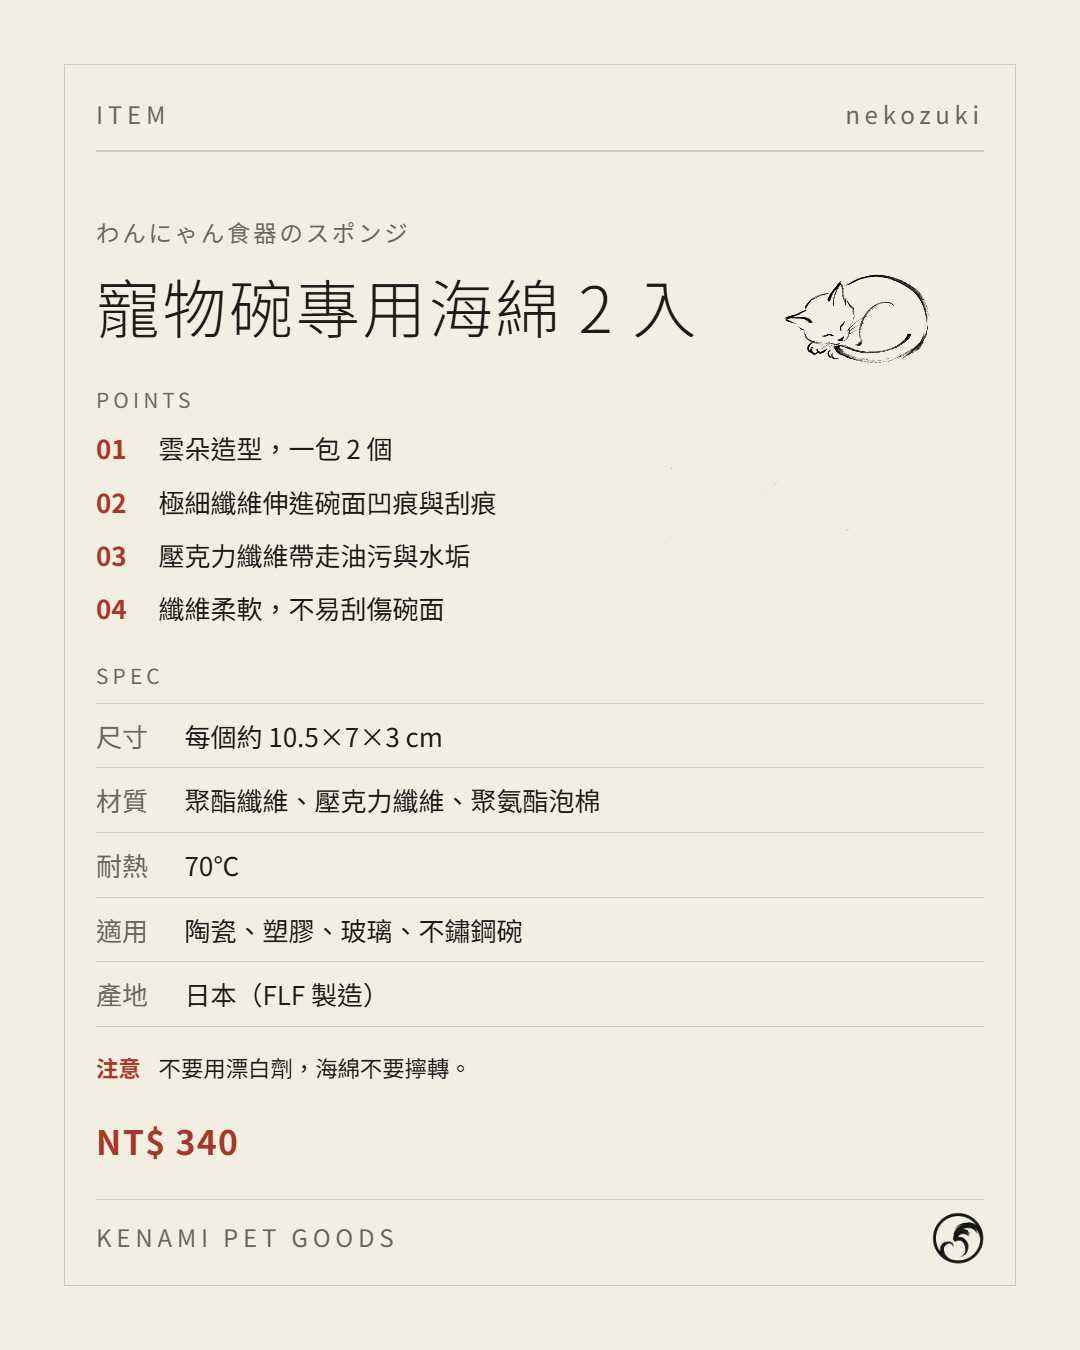 ITEM
nekozuki
わんにゃん食器のスポンジ
寵物碗專用海綿 2 入
POINTS
01 雲朵造型，一包 2 個
02 極細纖維伸進碗面凹痕與刮痕
03 壓克力纖維帶走油污與水垢
04 纖維柔軟，不易刮傷碗面
SPEC
尺寸 每個約 10.5×7×3 cm
材質 聚酯纖維、壓克力纖維、聚氨酯泡棉
耐熱 70℃
適用 陶瓷、塑膠、玻璃、不鏽鋼碗
產地 日本（FLF 製造）
注意 不要用漂白劑，海綿不要擰轉。
NT$ 340
KENAMI PET GOODS